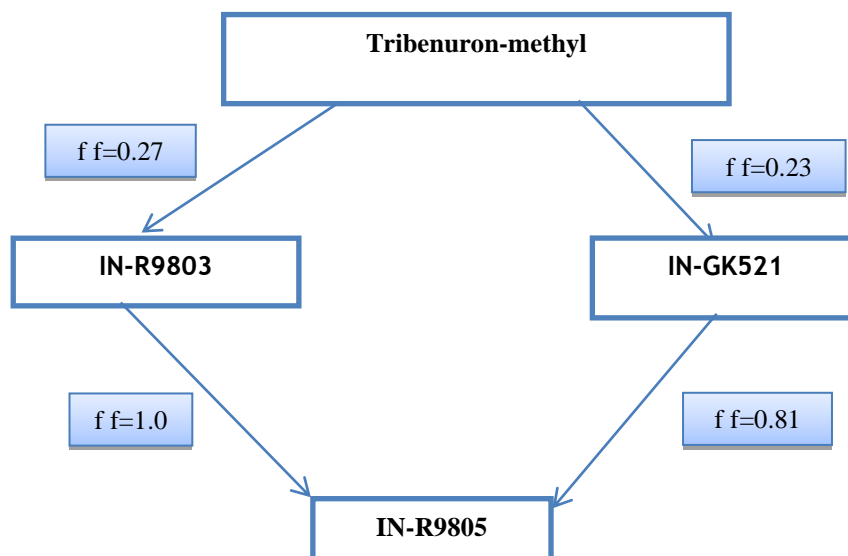 Tribenuron-methyl
f f=0.27
f f=0.23
IN-R9803
IN-GK521
f f=1.0
f f=0.81
IN-R9805